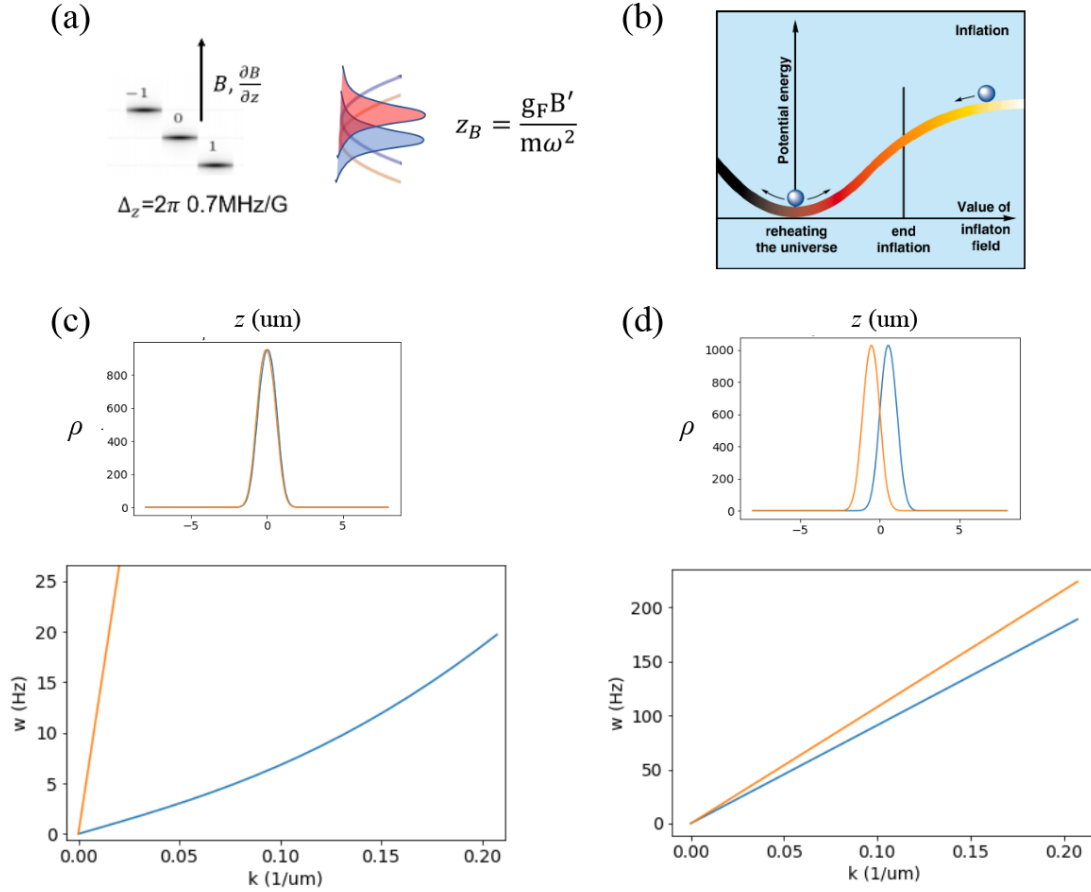 (a)
B, ∂B/∂z
−1
0
1
Δz=2π 0.7MHz/G
z_B = g_F B′ / mω²
(b)
Inflation
Potential energy
Value of
inflaton
field
reheating
the universe
end
inflation
(c)
z (um)
ρ
800
600
400
200
0
−5
0
5
25
20
15
10
5
0
w (Hz)
0.00
0.05
0.10
0.15
0.20
k (1/um)
(d)
z (um)
ρ
1000
800
600
400
200
0
−5
0
5
200
150
100
50
0
w (Hz)
0.00
0.05
0.10
0.15
0.20
k (1/um)